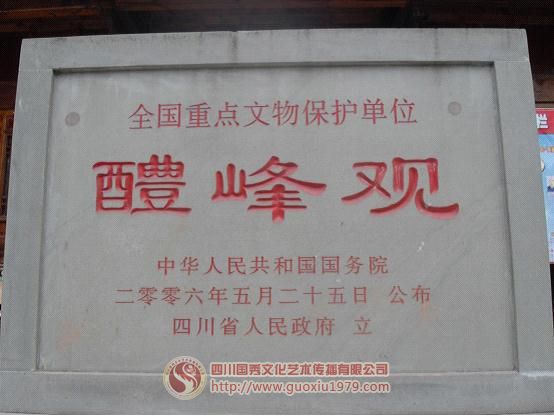 全国重点文物保护单位
醴峰观
中华人民共和国国务院
二零零六年五月二十五日 公布
四川省人民政府 立
四川国秀文化艺术传播有限公司
http://www.guoxiu1979.com